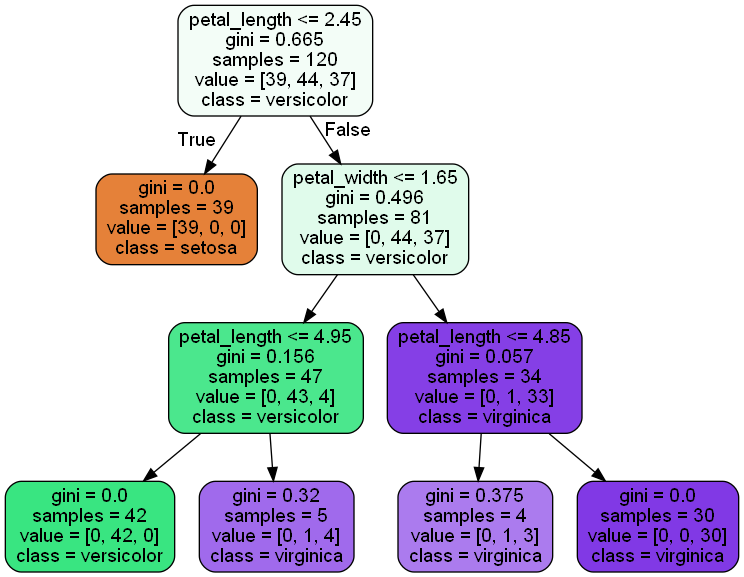 petal_length <= 2.45
gini = 0.665
samples = 120
value = [39, 44, 37]
class = versicolor
True
False
gini = 0.0
samples = 39
value = [39, 0, 0]
class = setosa
petal_width <= 1.65
gini = 0.496
samples = 81
value = [0, 44, 37]
class = versicolor
petal_length <= 4.95
gini = 0.156
samples = 47
value = [0, 43, 4]
class = versicolor
petal_length <= 4.85
gini = 0.057
samples = 34
value = [0, 1, 33]
class = virginica
gini = 0.0
samples = 42
value = [0, 42, 0]
class = versicolor
gini = 0.32
samples = 5
value = [0, 1, 4]
class = virginica
gini = 0.375
samples = 4
value = [0, 1, 3]
class = virginica
gini = 0.0
samples = 30
value = [0, 0, 30]
class = virginica